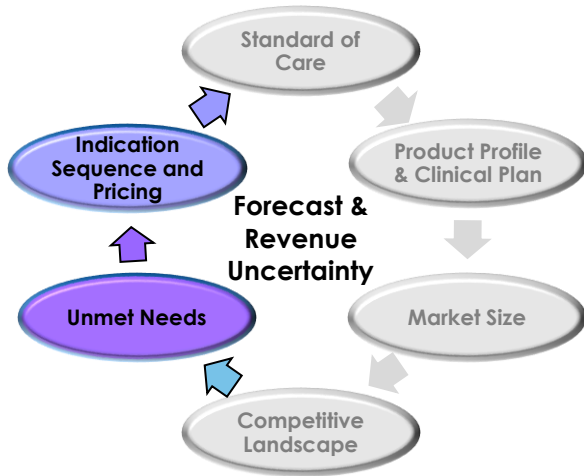 Standard of
Care
Product Profile
& Clinical Plan
Market Size
Competitive
Landscape
Unmet Needs
Indication
Sequence and
Pricing
Forecast &
Revenue
Uncertainty